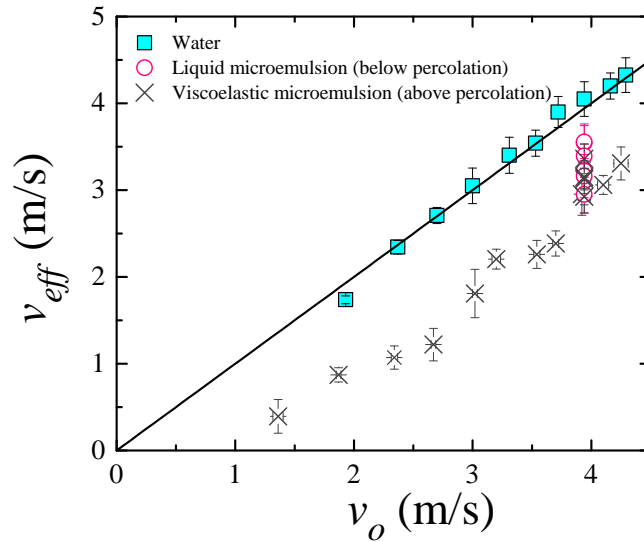 5
4
3
2
1
0
v_eff (m/s)
Water
Liquid microemulsion (below percolation)
Viscoelastic microemulsion (above percolation)
0
1
2
3
4
v_o (m/s)